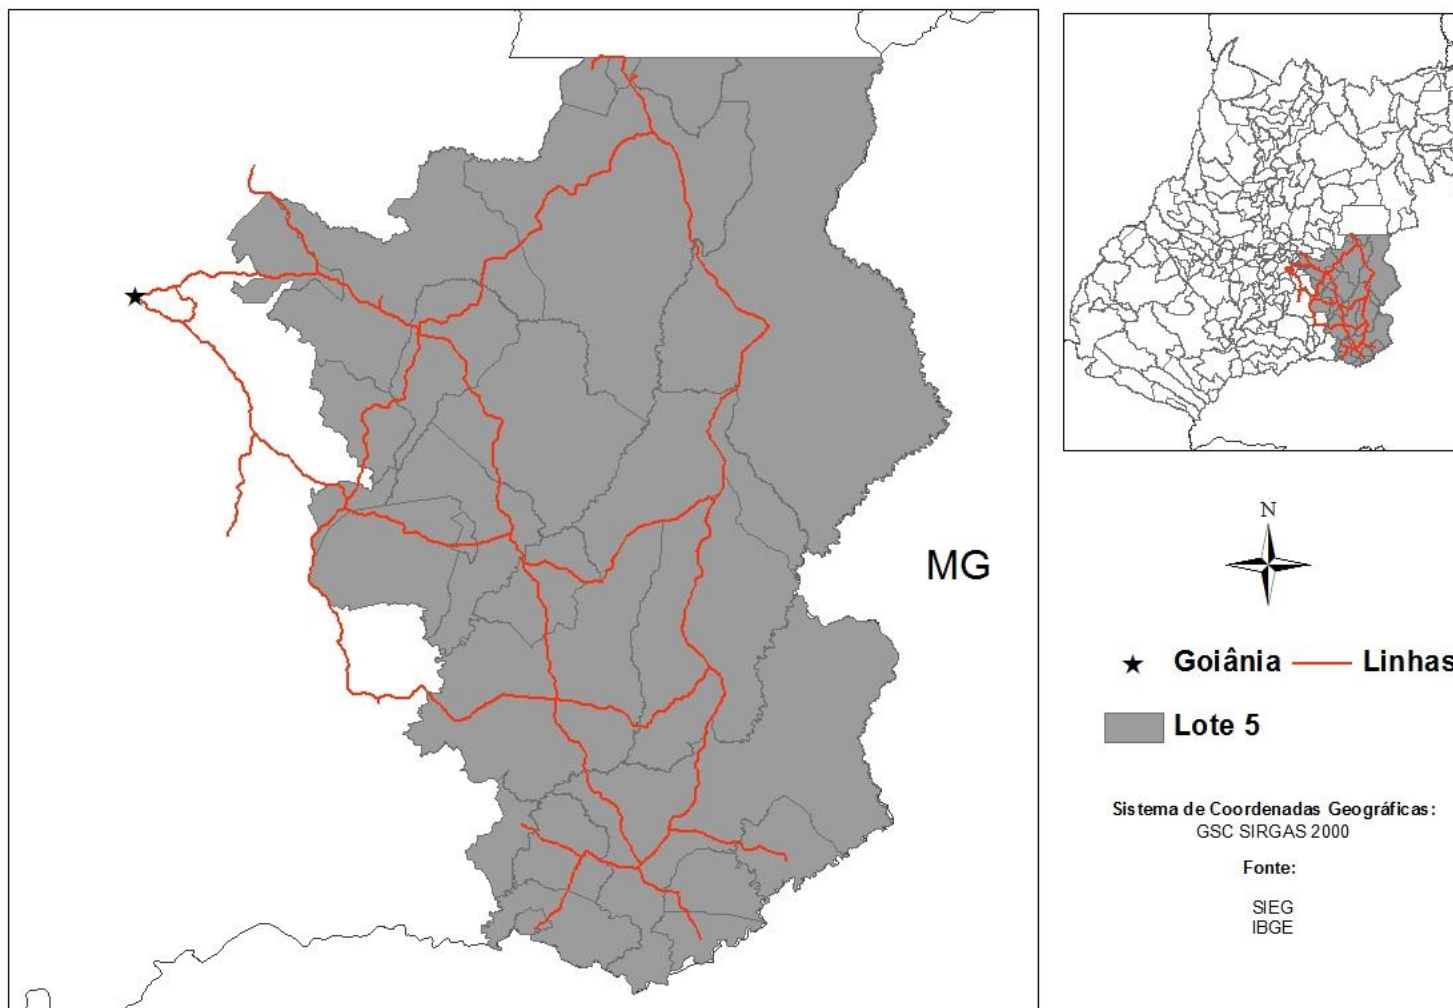 MG
N
Goiânia
Linhas
Lote 5
Sistema de Coordenadas Geográficas:
GSC SIRGAS 2000
Fonte:
SIEG
IBGE